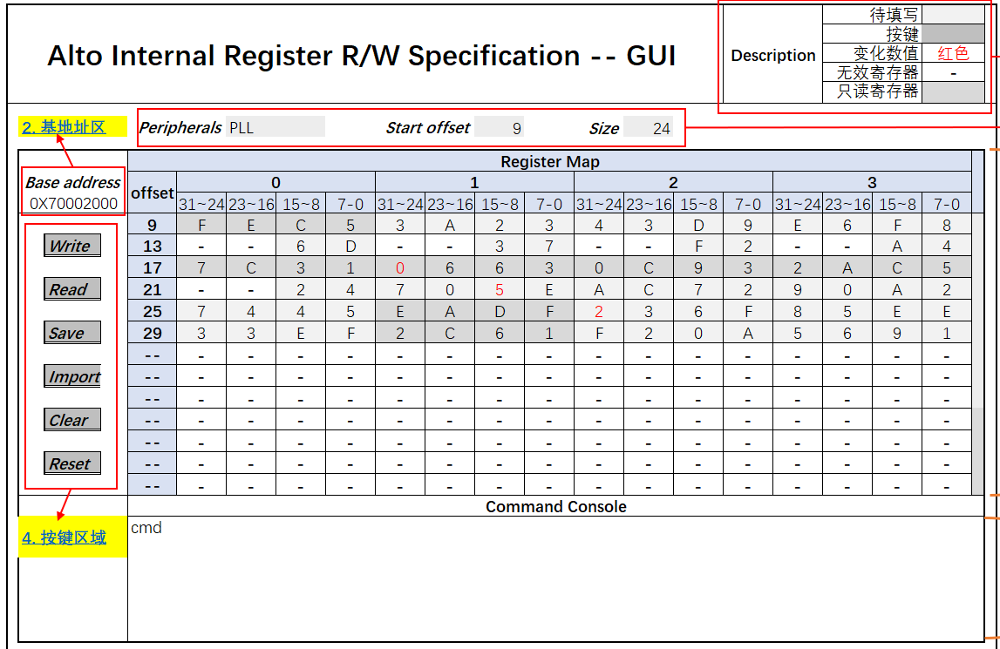 Alto Internal Register R/W Specification -- GUI
Description
待填写
按键
变化数值 红色
无效寄存器 -
只读寄存器
2. 基地址区
Peripherals PLL Start offset 9 Size 24
Register Map
Base address
0X70002000
offset 0 1 2 3
31~24 23~16 15~8 7-0 31~24 23~16 15~8 7-0 31~24 23~16 15~8 7-0 31~24 23~16 15~8 7-0
9 F E C 5 3 A 2 3 4 3 D 9 E 6 F 8
13 - - 6 D - - 3 7 - - F 2 - - A 4
17 7 C 3 1 0 6 6 3 0 C 9 3 2 A C 5
21 - - 2 4 7 0 5 E A C 7 2 9 0 A 2
25 7 4 4 5 E A D F 2 3 6 F 8 5 E E
29 3 3 E F 2 C 6 1 F 2 0 A 5 6 9 1
-- - - - - - - - - - - - - - - - -
-- - - - - - - - - - - - - - - - -
-- - - - - - - - - - - - - - - - -
-- - - - - - - - - - - - - - - - -
-- - - - - - - - - - - - - - - - -
-- - - - - - - - - - - - - - - - -
-- - - - - - - - - - - - - - - - -
Write
Read
Save
Import
Clear
Reset
Command Console
4. 按键区域
cmd